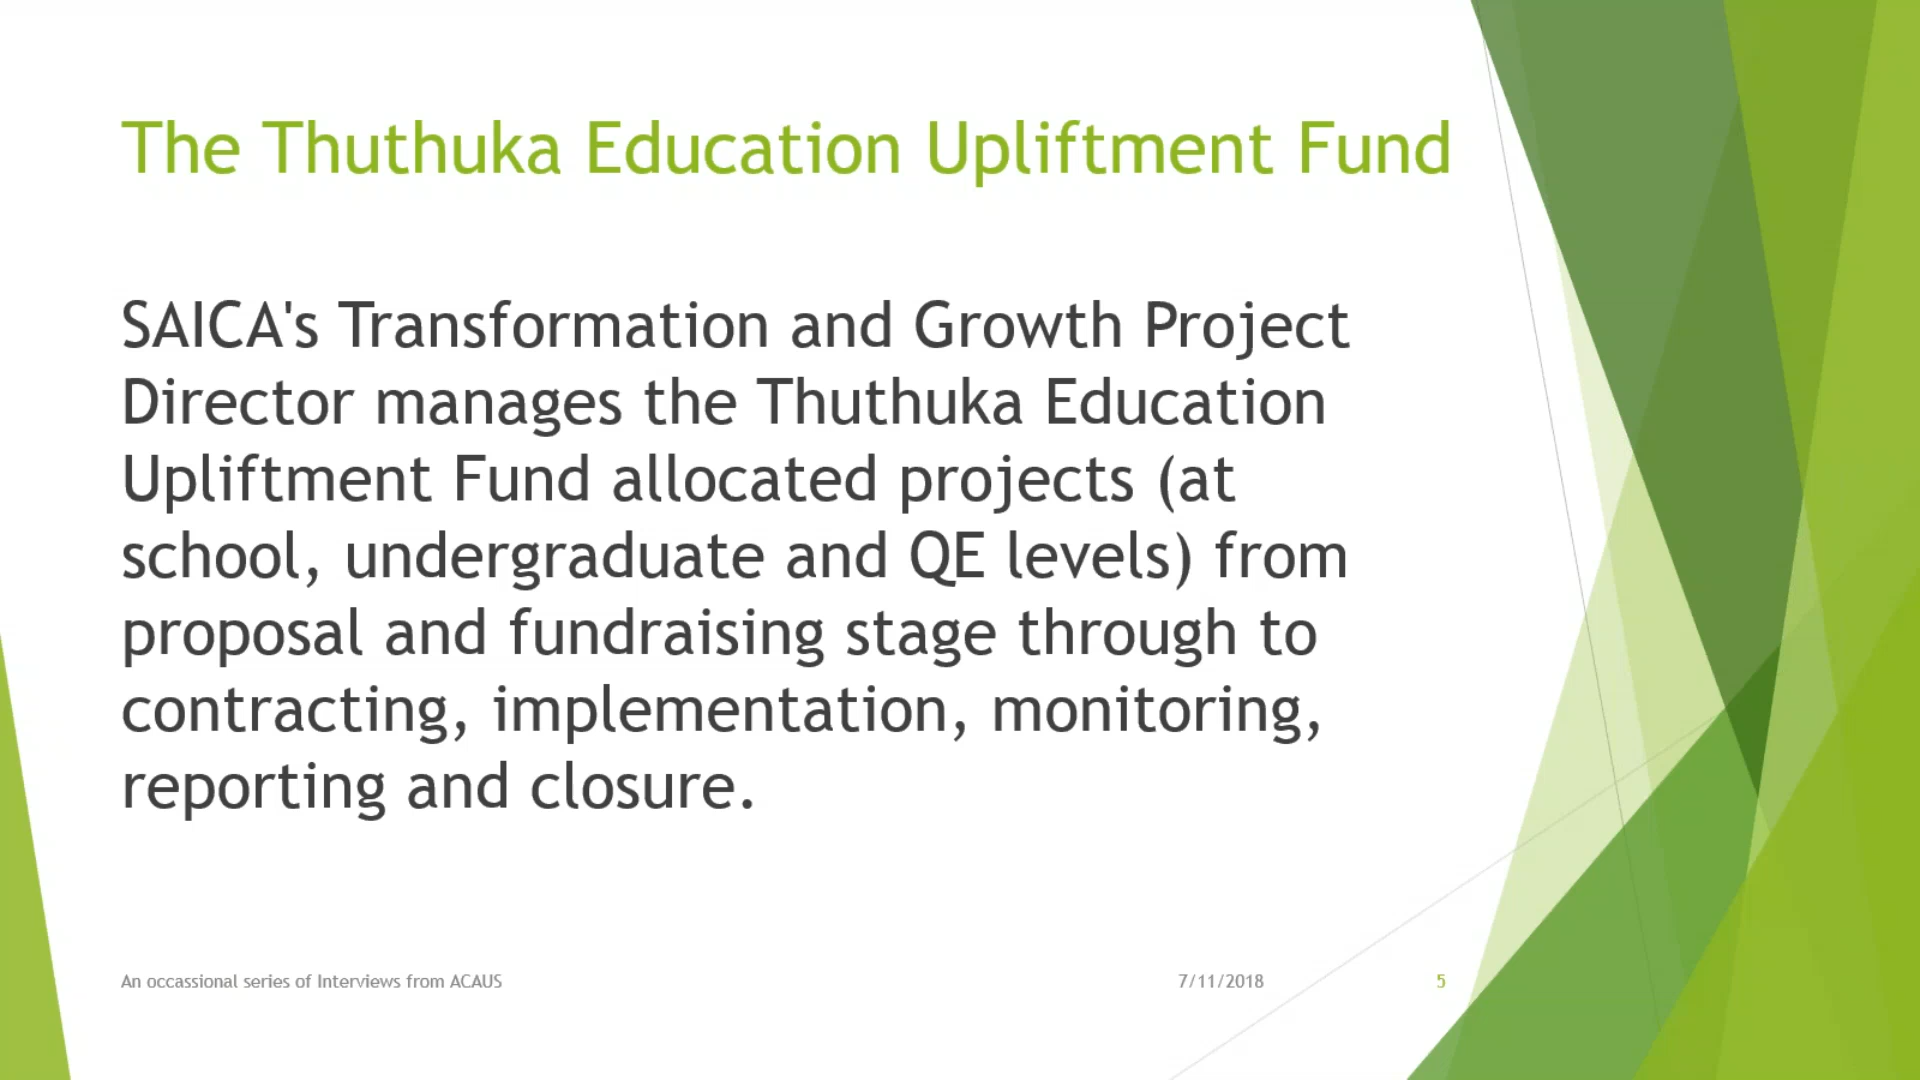 The Thuthuka Education Upliftment Fund
SAICA's Transformation and Growth Project
Director manages the Thuthuka Education
Upliftment Fund allocated projects (at
school, undergraduate and QE levels) from
proposal and fundraising stage through to
contracting, implementation, monitoring,
reporting and closure.
An occassional series of Interviews from ACAUS
7/11/2018
5